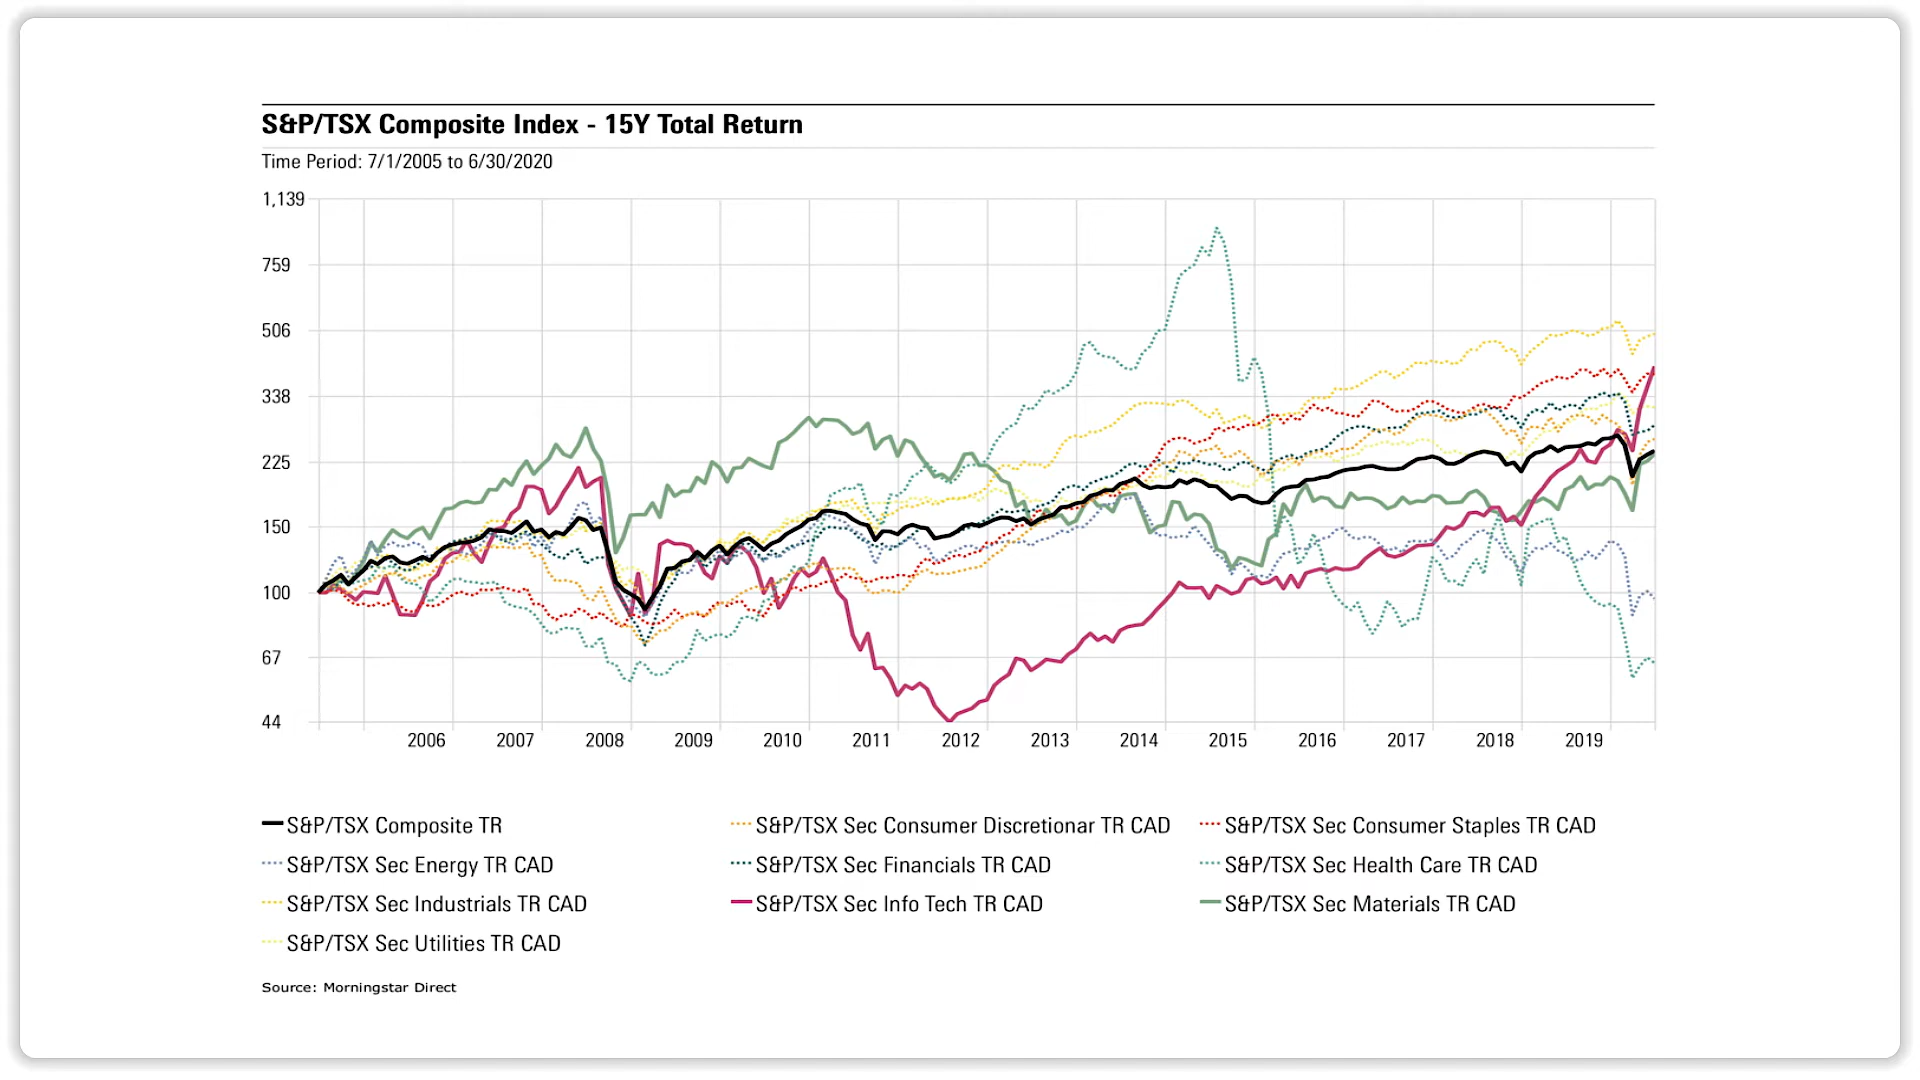 S&P/TSX Composite Index - 15Y Total Return
Time Period: 7/1/2005 to 6/30/2020
1,139
759
506
338
225
150
100
67
44
2006 2007 2008 2009 2010 2011 2012 2013 2014 2015 2016 2017 2018 2019
S&P/TSX Composite TR S&P/TSX Sec Consumer Discretionar TR CAD S&P/TSX Sec Consumer Staples TR CAD
S&P/TSX Sec Energy TR CAD S&P/TSX Sec Financials TR CAD S&P/TSX Sec Health Care TR CAD
S&P/TSX Sec Industrials TR CAD S&P/TSX Sec Info Tech TR CAD S&P/TSX Sec Materials TR CAD
S&P/TSX Sec Utilities TR CAD
Source: Morningstar Direct